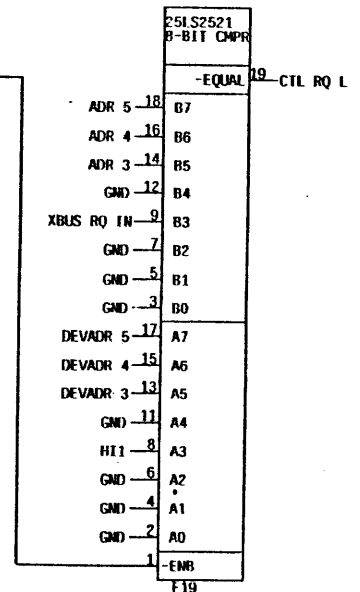 25LS2521
8-BIT CMPR
-EQUAL 19 CTL RQ L
ADR 5 18 B7
ADR 4 16 B6
ADR 3 14 B5
GND 12 B4
XBUS RQ IN 9 B3
GND 7 B2
GND 5 B1
GND 3 B0
DEVADR 5 17 A7
DEVADR 4 15 A6
DEVADR 3 13 A5
GND 11 A4
HI1 8 A3
GND 6 A2
GND 4 A1
GND 2 A0
1 -ENB
F19